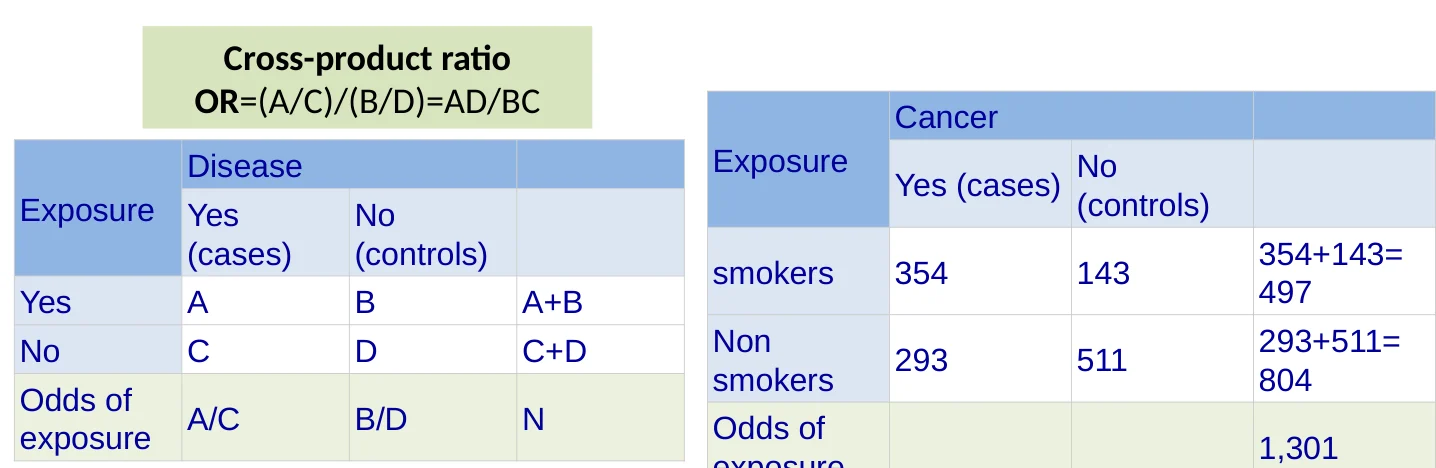 Cross-product ratio
OR=(A/C)/(B/D)=AD/BC
Exposure
Disease
Yes
(cases)
No
(controls)
Yes
A
B
A+B
No
C
D
C+D
Odds of
exposure
A/C
B/D
N
Exposure
Cancer
Yes (cases)
No
(controls)
smokers
354
143
354+143=
497
Non
smokers
293
511
293+511=
804
Odds of
exposure
1,301